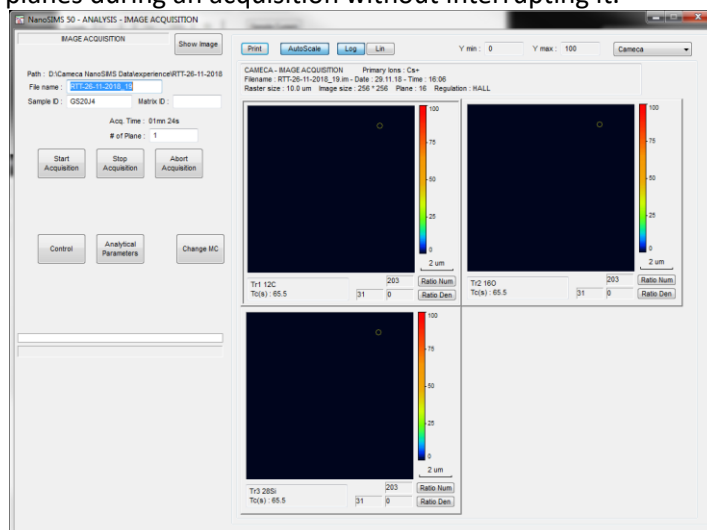 planes during an acquisition without interrupting it.
NanoSIMS 50 - ANALYSIS - IMAGE ACQUISITION
IMAGE ACQUISITION
Show Image
Path : D:\Cameca NanoSIMS Data\experience\RTT-26-11-2018
File name : RTT-26-11-2018_19
Sample ID : GS20J4 Matrix ID :
Acq. Time : 01mn 24s
# of Plane : 1
Start Acquisition
Stop Acquisition
Abort Acquisition
Control
Analytical Parameters
Change MC
Print AutoScale Log Lin Y min : 0 Y max : 100 Cameca
CAMECA - IMAGE ACQUISITION Primary Ions : Cs+
Filename : RTT-26-11-2018_19.im - Date : 29.11.18 - Time : 16:06
Raster size : 10.0 um Image size : 256 * 256 Plane : 16 Regulation : HALL
100
75
50
25
0
2 um
Tr1 12C 203 Ratio Num
Tc(s) : 65.5 31 0 Ratio Den
100
75
50
25
0
2 um
Tr2 16O 203 Ratio Num
Tc(s) : 65.5 31 0 Ratio Den
100
75
50
25
0
2 um
Tr3 28Si 203 Ratio Num
Tc(s) : 65.5 31 0 Ratio Den